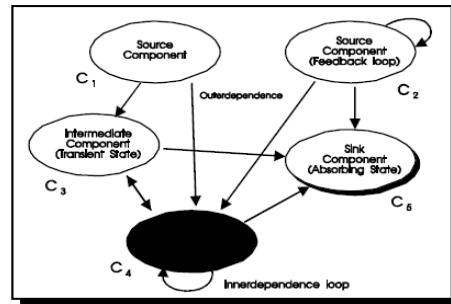 Source
Component
C1
Source
Component
(Feedback loop)
C2
Outerdependence
Intermediate
Component
(Transient State)
C3
Sink
Component
(Absorbing State)
C5
C4
Innerdependence loop